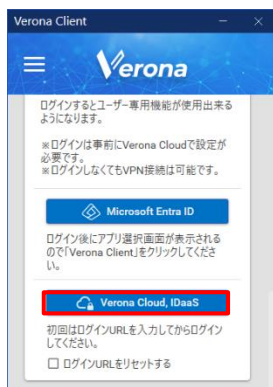 Verona Client
Verona
ログインするとユーザー専用機能が使用出来る
ようになります。
※ログインは事前にVerona Cloudで設定が
必要です。
※ログインしなくてもVPN接続は可能です。
Microsoft Entra ID
ログイン後にアプリ選択画面が表示される
ので「Verona Client」をクリックしてくださ
い。
Verona Cloud, IDaaS
初回はログインURLを入力してからログイン
してください。
ログインURLをリセットする